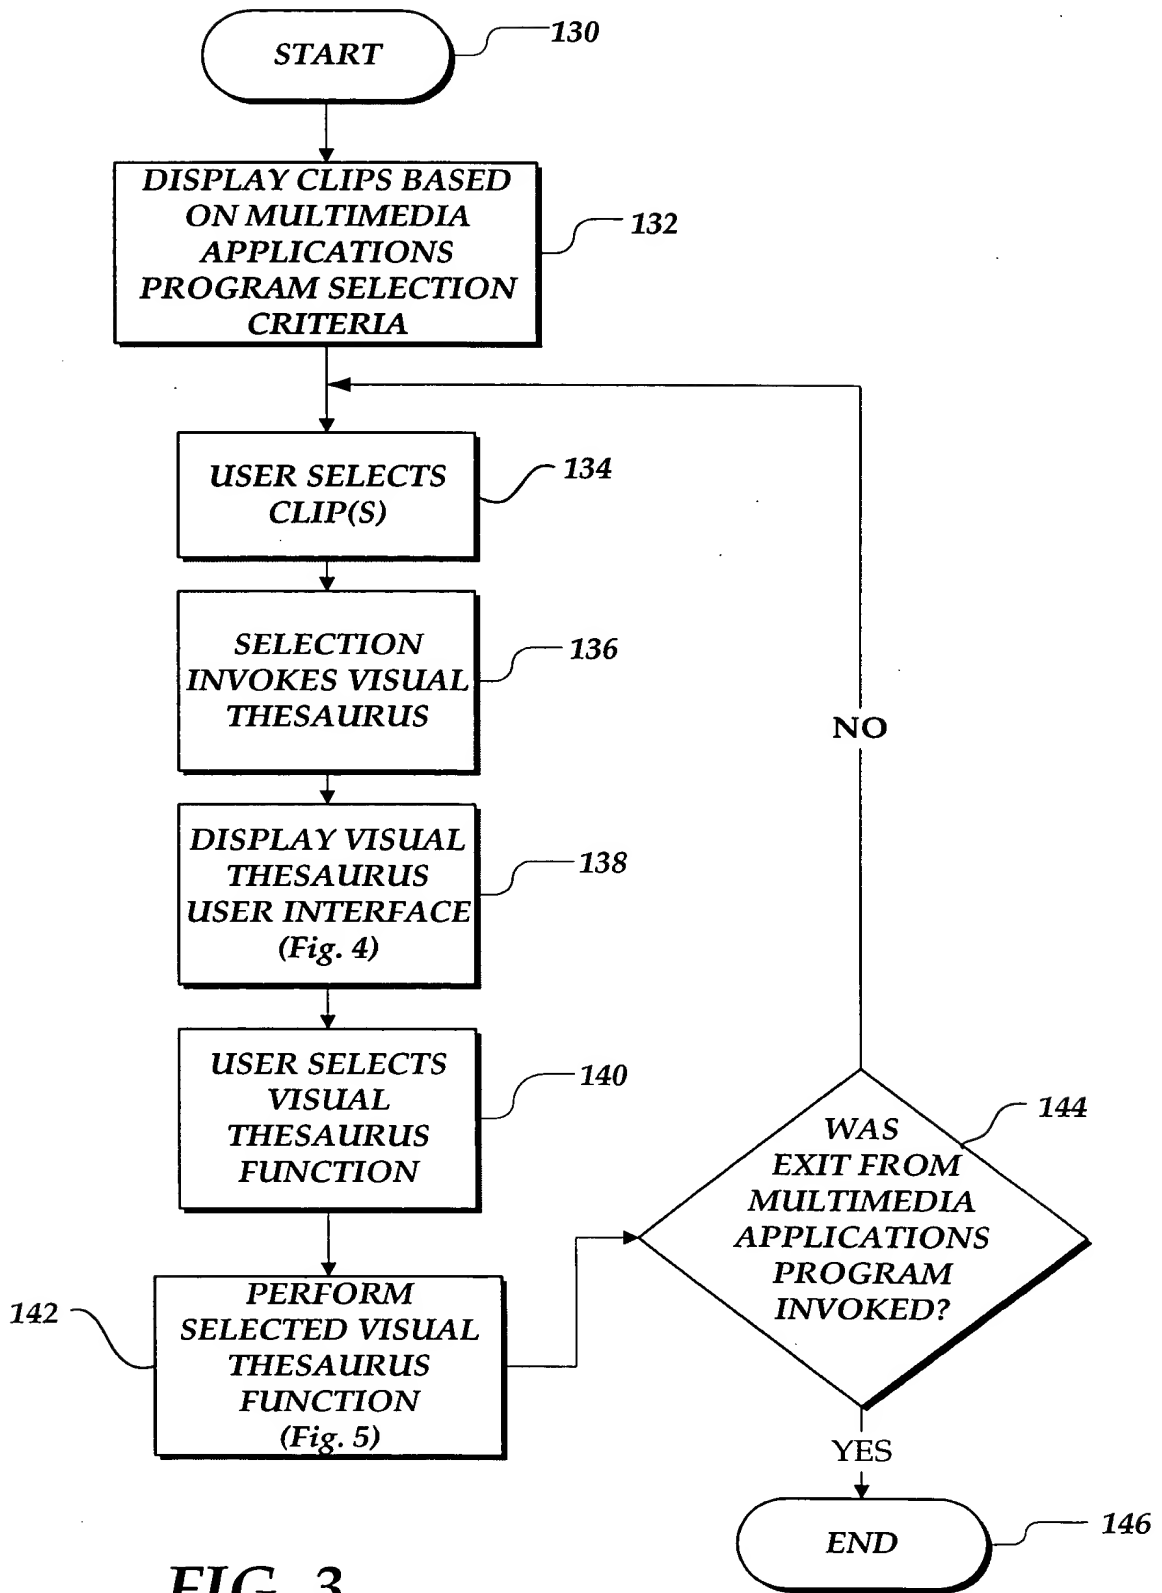 START
130
DISPLAY CLIPS BASED
ON MULTIMEDIA
APPLICATIONS
PROGRAM SELECTION
CRITERIA
132
USER SELECTS
CLIP(S)
134
SELECTION
INVOKES VISUAL
THESAURUS
136
DISPLAY VISUAL
THESAURUS
USER INTERFACE
(Fig. 4)
138
USER SELECTS
VISUAL
THESAURUS
FUNCTION
140
PERFORM
SELECTED VISUAL
THESAURUS
FUNCTION
(Fig. 5)
142
WAS
EXIT FROM
MULTIMEDIA
APPLICATIONS
PROGRAM
INVOKED?
144
NO
YES
END
146
FIG. 3